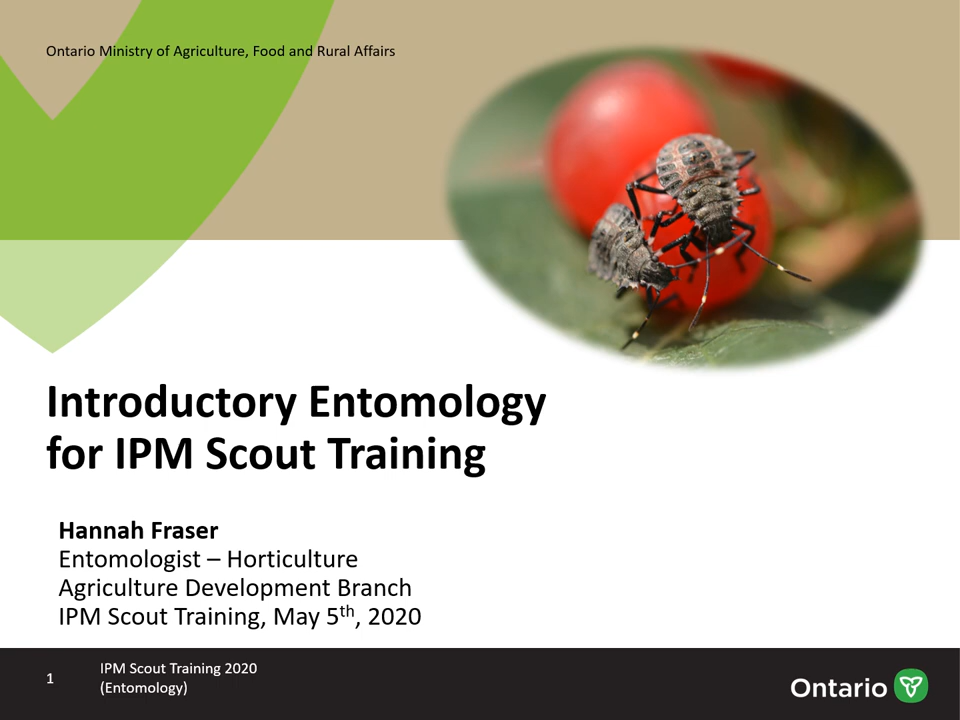 Ontario Ministry of Agriculture, Food and Rural Affairs
Introductory Entomology
for IPM Scout Training
Hannah Fraser
Entomologist – Horticulture
Agriculture Development Branch
IPM Scout Training, May 5th, 2020
1
IPM Scout Training 2020
(Entomology)
Ontario